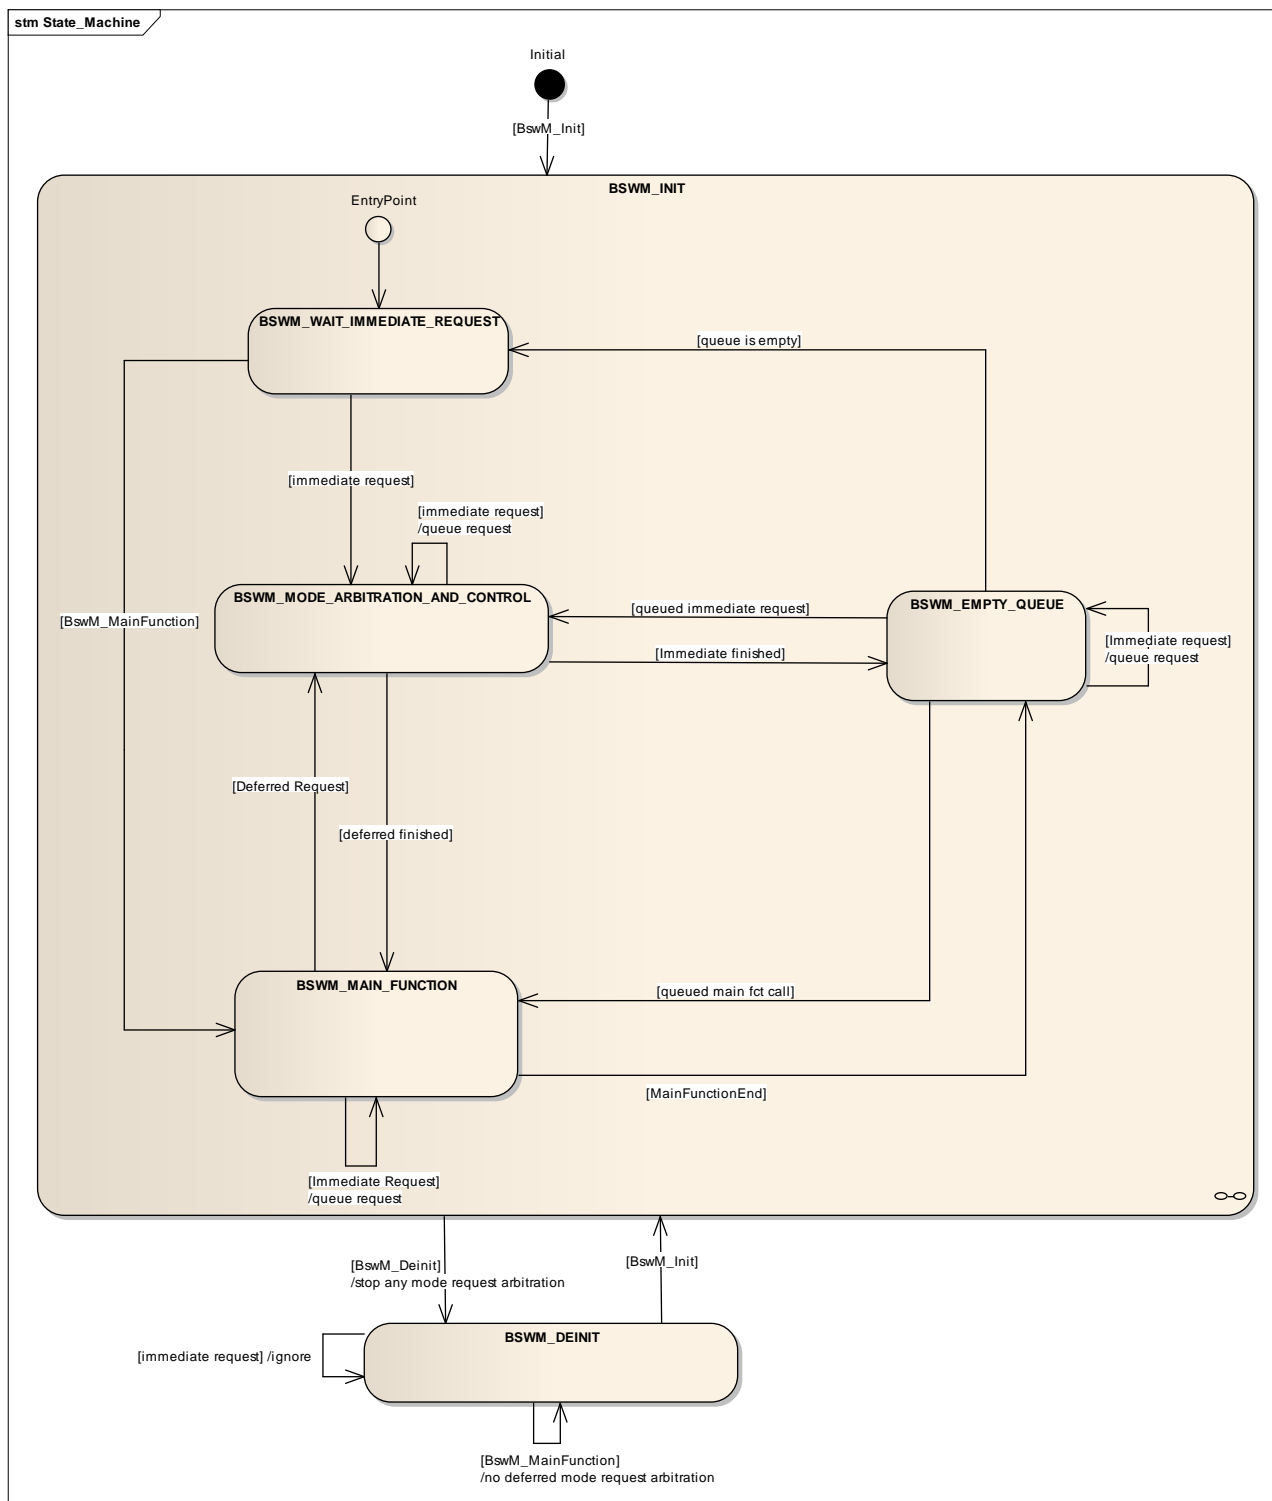 stm State_Machine
Initial
[BswM_Init]
BSWM_INIT
EntryPoint
BSWM_WAIT_IMMEDIATE_REQUEST
[queue is empty]
[immediate request]
[immediate request]
/queue request
BSWM_MODE_ARBITRATION_AND_CONTROL
BSWM_EMPTY_QUEUE
[queued immediate request]
[BswM_MainFunction]
[Immediate request]
/queue request
[Immediate finished]
[Deferred Request]
[deferred finished]
BSWM_MAIN_FUNCTION
[queued main fct call]
[MainFunctionEnd]
[Immediate Request]
/queue request
[BswM_Deinit]
/stop any mode request arbitration
[BswM_Init]
BSWM_DEINIT
[immediate request] /ignore
[BswM_MainFunction]
/no deferred mode request arbitration